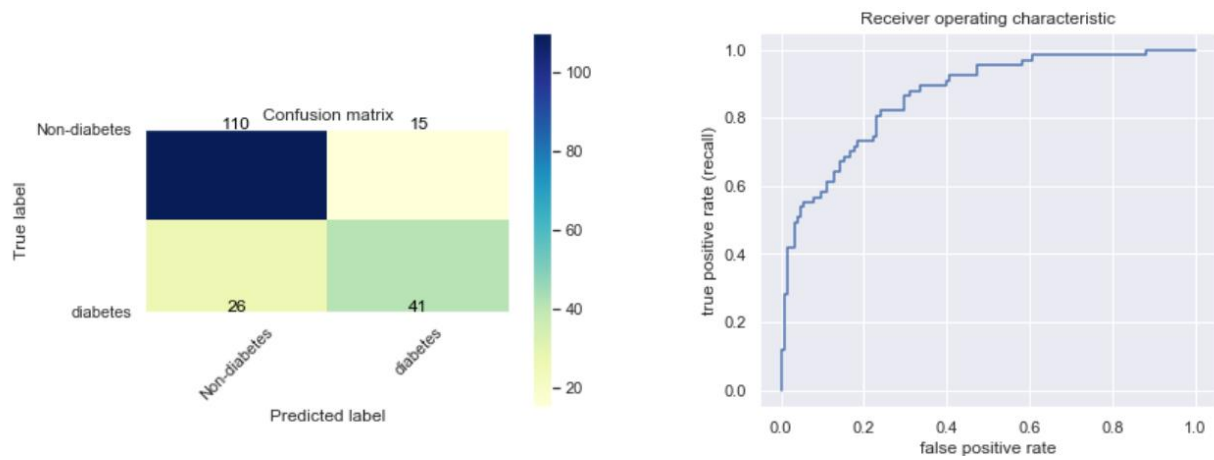 Confusion matrix
True label
Non-diabetes
diabetes
110 15
26 41
Non-diabetes diabetes
Predicted label
100
80
60
40
20
Receiver operating characteristic
true positive rate (recall)
1.0
0.8
0.6
0.4
0.2
0.0
0.0 0.2 0.4 0.6 0.8 1.0
false positive rate